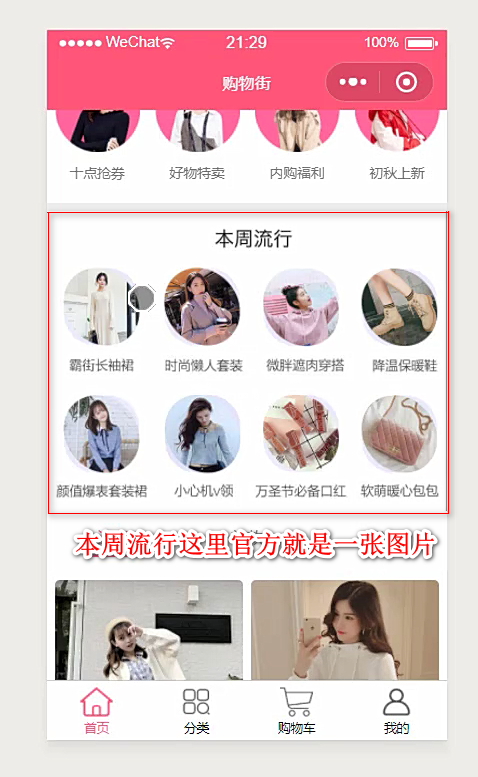 WeChat 21:29 100%
购物街
十点抢券 好物特卖 内购福利 初秋上新
本周流行
霸街长袖裙 时尚懒人套装 微胖遮肉穿搭 降温保暖鞋
颜值爆表套装裙 小心机v领 万圣节必备口红 软萌暖心包包
本周流行这里官方就是一张图片
首页 分类 购物车 我的